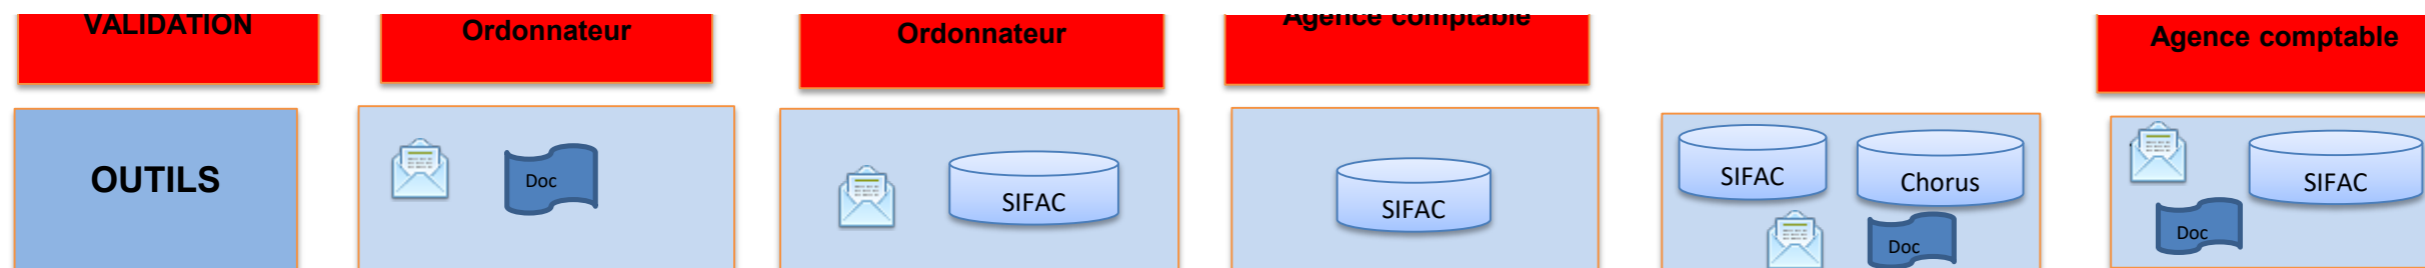 VALIDATION
Ordonnateur
Ordonnateur
Agence comptable
Agence comptable
OUTILS
Doc
SIFAC
SIFAC
SIFAC
Chorus
Doc
SIFAC
Doc